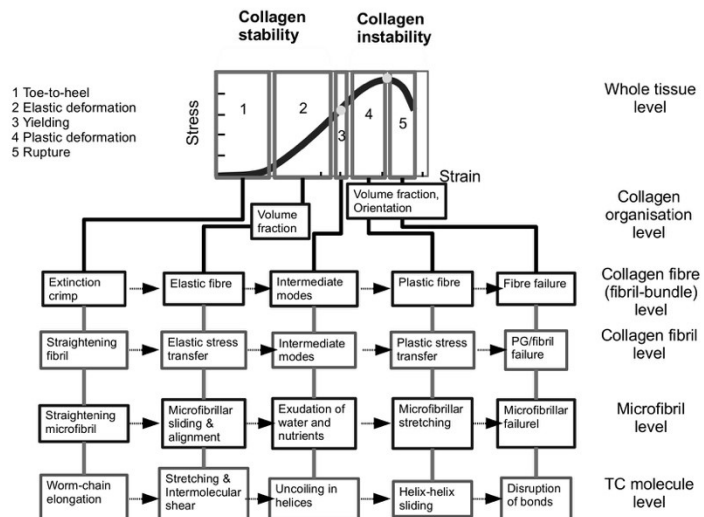 Collagen
stability
Collagen
instability
1 Toe-to-heel
2 Elastic deformation
3 Yielding
4 Plastic deformation
5 Rupture
Stress
1
2
3
4
5
Strain
Whole tissue
level
Volume
fraction
Volume fraction,
Orientation
Collagen
organisation
level
Extinction
crimp
Elastic fibre
Intermediate
modes
Plastic fibre
Fibre failure
Collagen fibre
(fibril-bundle)
level
Straightening
fibril
Elastic stress
transfer
Intermediate
modes
Plastic stress
transfer
PG/fibril
failure
Collagen fibril
level
Straightening
microfibril
Microfibrillar
sliding &
alignment
Exudation of
water and
nutrients
Microfibrillar
stretching
Microfibrillar
failurel
Microfibril
level
Worm-chain
elongation
Stretching &
Intermolecular
shear
Uncoiling in
helices
Helix-helix
sliding
Disruption
of bonds
TC molecule
level